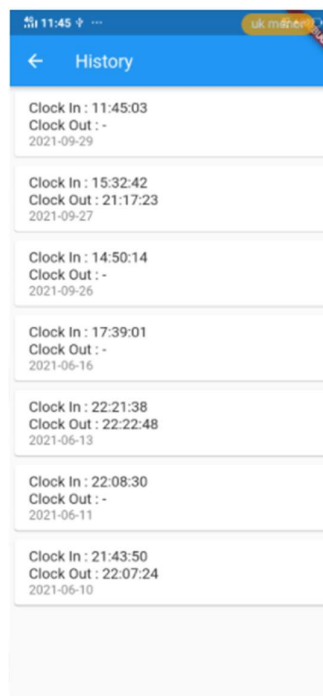 4G 11:45 ···
History
Clock In : 11:45:03
Clock Out : -
2021-09-29
Clock In : 15:32:42
Clock Out : 21:17:23
2021-09-27
Clock In : 14:50:14
Clock Out : -
2021-09-26
Clock In : 17:39:01
Clock Out : -
2021-06-16
Clock In : 22:21:38
Clock Out : 22:22:48
2021-06-13
Clock In : 22:08:30
Clock Out : -
2021-06-11
Clock In : 21:43:50
Clock Out : 22:07:24
2021-06-10